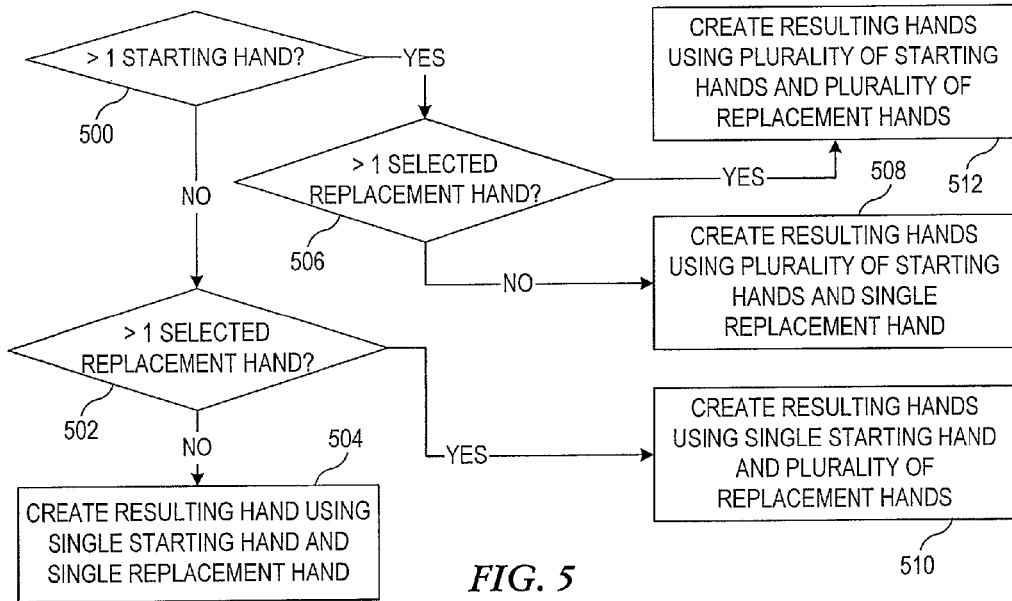 > 1 STARTING HAND?
YES
500
NO
> 1 SELECTED
REPLACEMENT HAND?
506
YES
CREATE RESULTING HANDS
USING PLURALITY OF STARTING
HANDS AND PLURALITY OF
REPLACEMENT HANDS
512
508
NO
CREATE RESULTING HANDS
USING PLURALITY OF STARTING
HANDS AND SINGLE
REPLACEMENT HAND
> 1 SELECTED
REPLACEMENT HAND?
502
NO
YES
504
CREATE RESULTING HAND USING
SINGLE STARTING HAND AND
SINGLE REPLACEMENT HAND
CREATE RESULTING HANDS
USING SINGLE STARTING HAND
AND PLURALITY OF
REPLACEMENT HANDS
510
FIG. 5